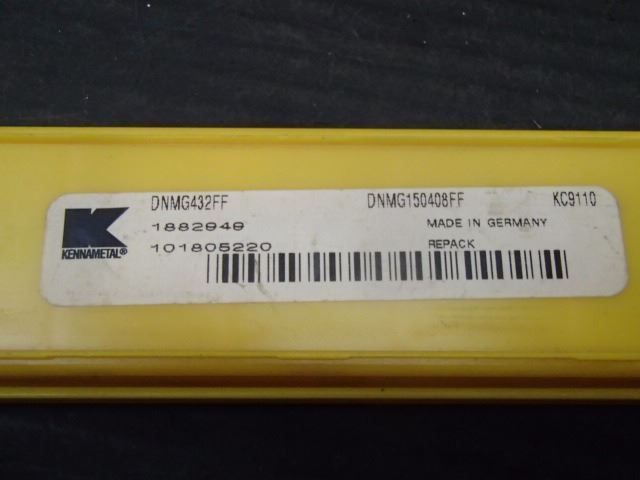 DNMG432FF DNMG150408FF KC9110
1882949 MADE IN GERMANY
101805220 REPACK
K
KENNAMETAL®